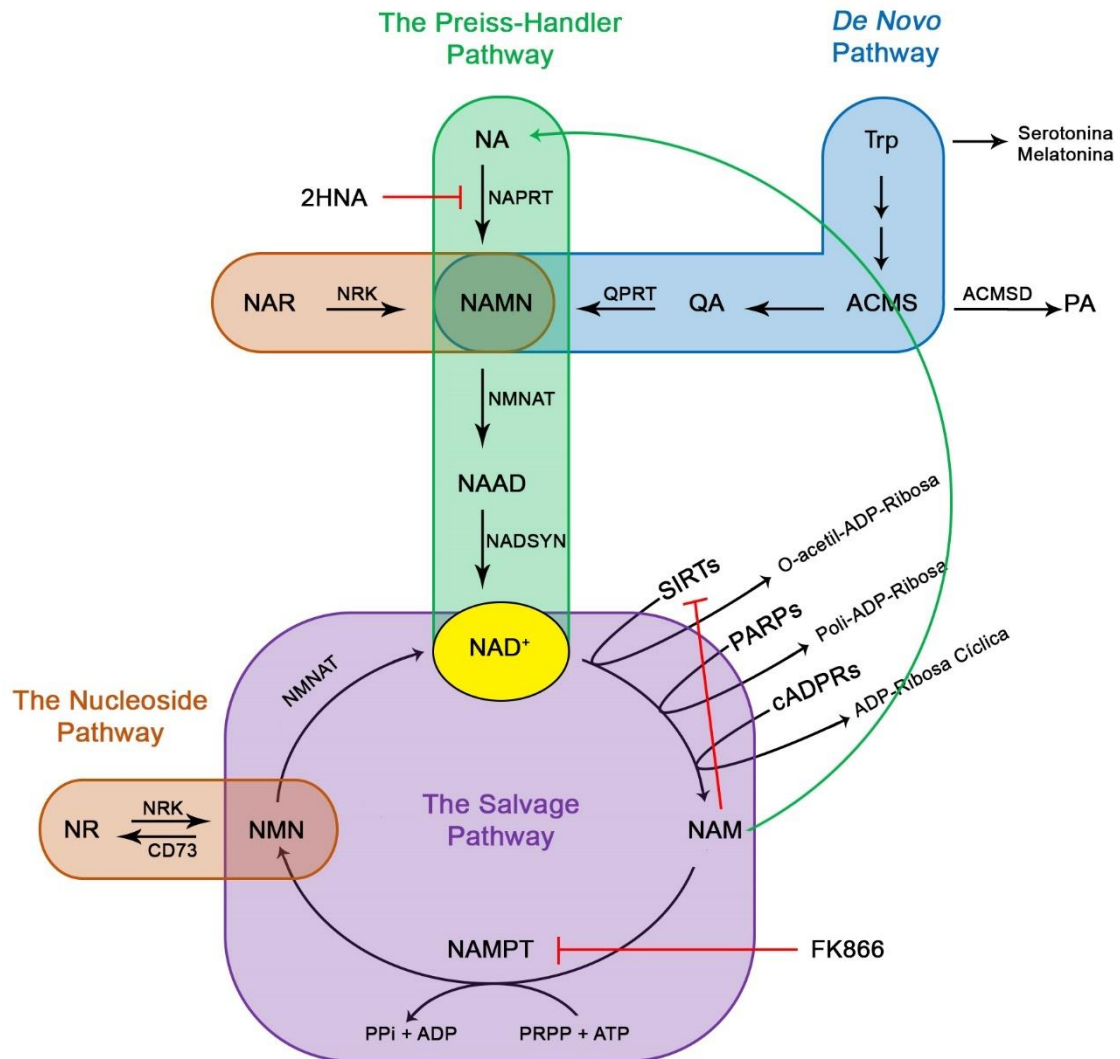 The Preiss-Handler
Pathway
De Novo
Pathway
NA
Trp
Serotonina
Melatonina
2HNA
NAPRT
NAR
NRK
NAMN
QPRT
QA
ACMS
ACMSD
PA
NMNAT
NAAD
NADSYN
SIRTs
O-acetil-ADP-Ribosa
PARPs
Poli-ADP-Ribosa
cADPRs
ADP-Ribosa Cíclica
NAD⁺
NMNAT
The Nucleoside
Pathway
NR
NRK
CD73
NMN
The Salvage
Pathway
NAM
NAMPT
FK866
PPi + ADP
PRPP + ATP